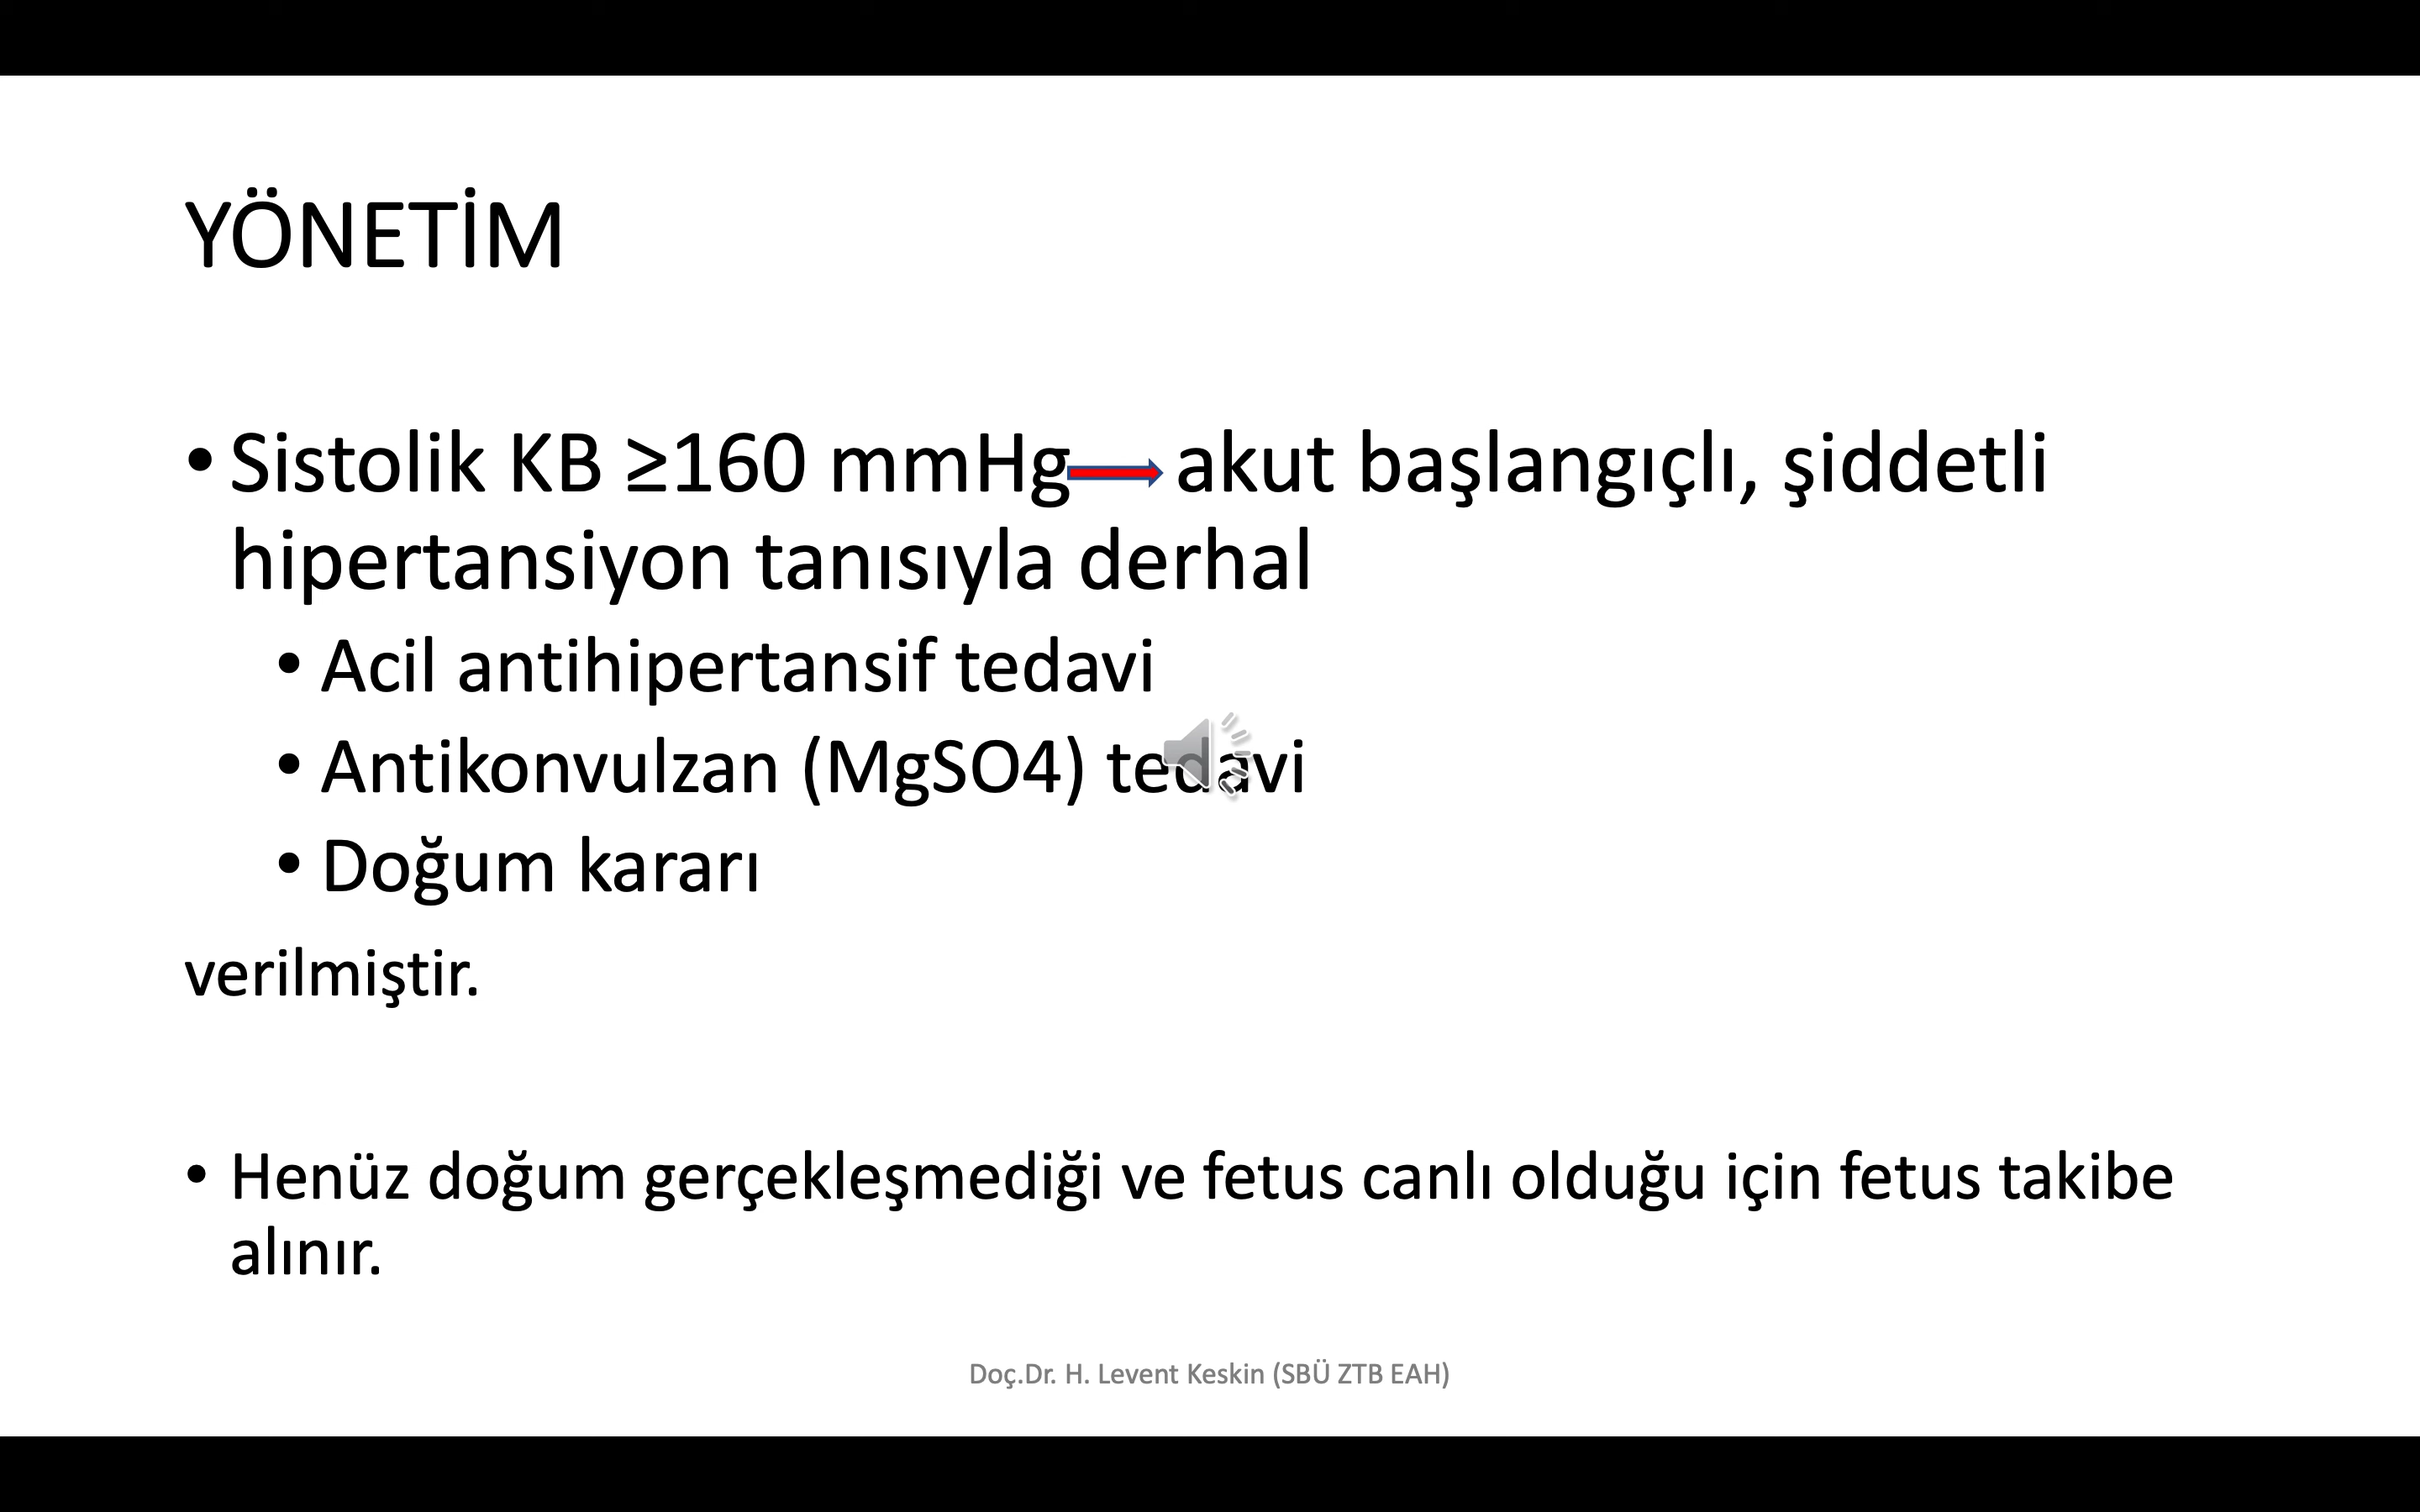 YÖNETİM
• Sistolik KB ≥160 mmHg akut başlangıçlı, şiddetli
hipertansiyon tanısıyla derhal
• Acil antihipertansif tedavi
• Antikonvulzan (MgSO4) tedavi
• Doğum kararı
verilmiştir.
• Henüz doğum gerçekleşmediği ve fetus canlı olduğu için fetus takibe
alınır.
Doç.Dr. H. Levent Keskin (SBÜ ZTB EAH)